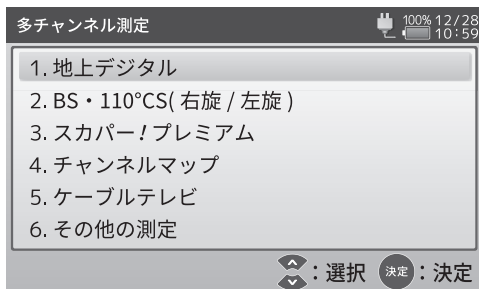 多チャンネル測定
100% 12/28
10:59
1. 地上デジタル
2. BS・110°CS( 右旋 / 左旋 )
3. スカパー!プレミアム
4. チャンネルマップ
5. ケーブルテレビ
6. その他の測定
：選択 決定：決定